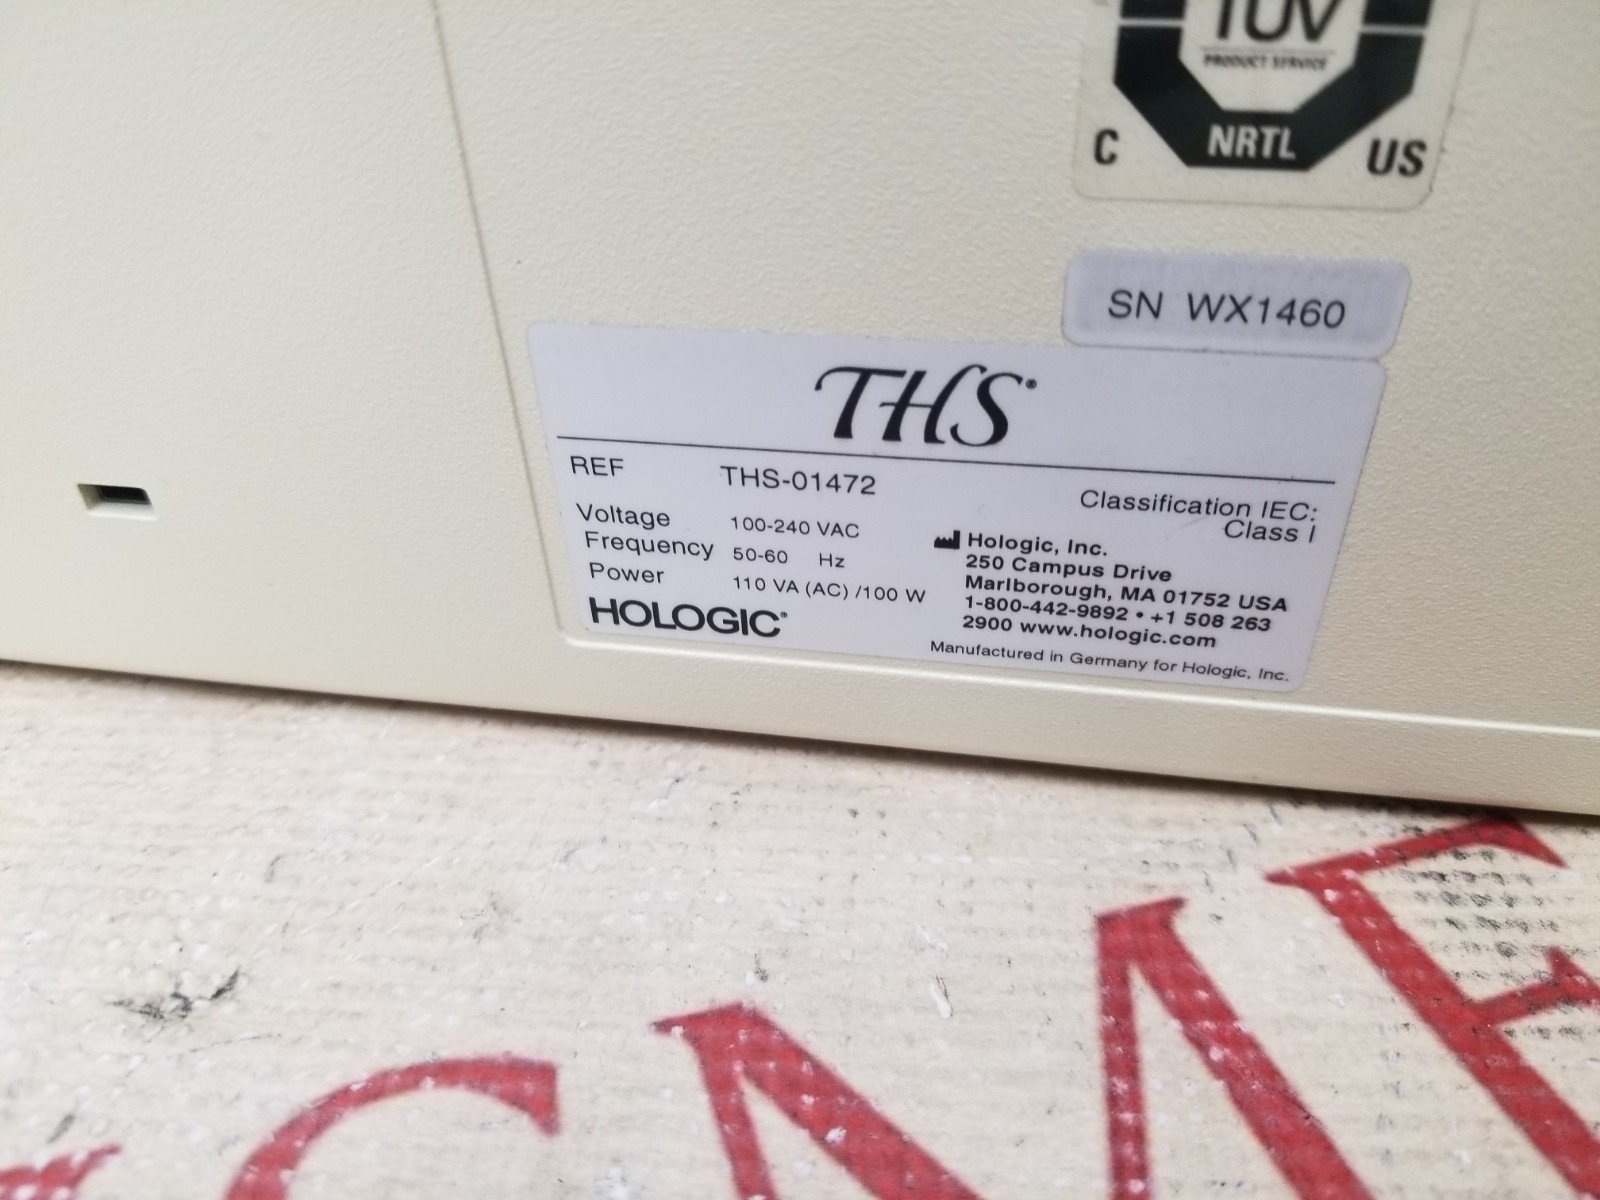 TUV
PRODUCT SERVICE
C NRTL US
SN WX1460
THS®
REF THS-01472
Classification IEC:
Class I
Voltage 100-240 VAC
Frequency 50-60 Hz
Power 110 VA (AC) /100 W
HOLOGIC®
Hologic, Inc.
250 Campus Drive
Marlborough, MA 01752 USA
1-800-442-9892 • +1 508 263
2900 www.hologic.com
Manufactured in Germany for Hologic, Inc.